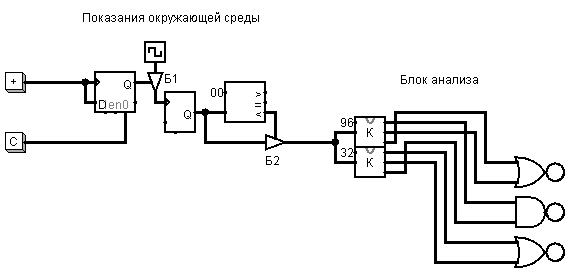 Показания окружающей среды
+
Q
Б1
Блок анализа
00
D en0
Q
< = >
C
96
K
Б2
32
K